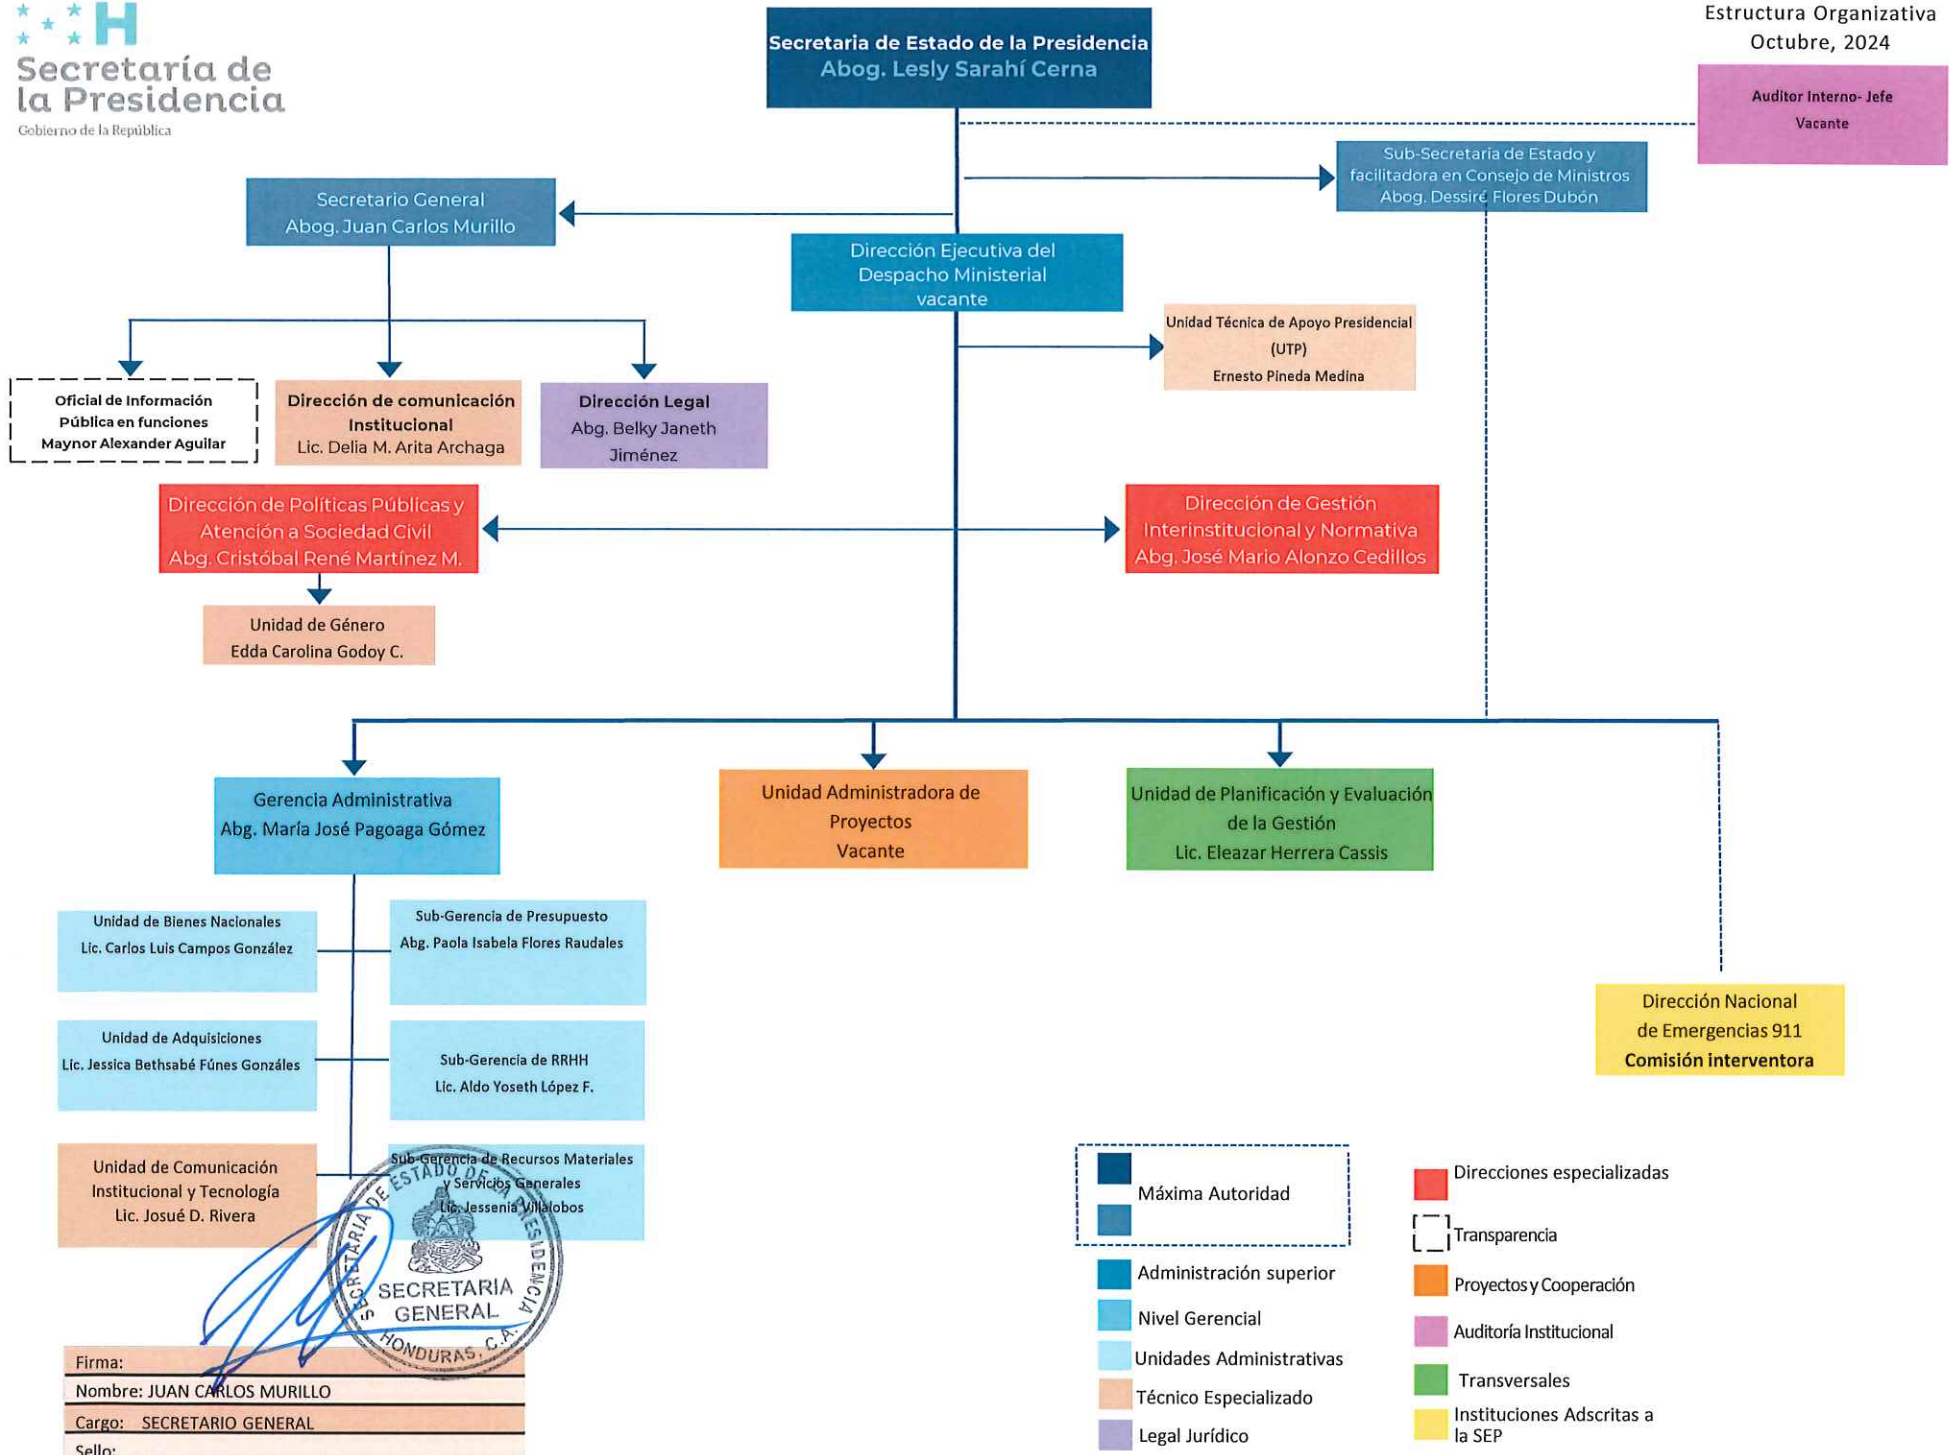 H
Secretaría de
la Presidencia
Gobierno de la República
Estructura Organizativa
Octubre, 2024
Secretaria de Estado de la Presidencia
Abog. Lesly Sarahí Cerna
Auditor Interno- Jefe
Vacante
Sub-Secretaria de Estado y
facilitadora en Consejo de Ministros
Abog. Dessiré Flores Dubón
Secretario General
Abog. Juan Carlos Murillo
Dirección Ejecutiva del
Despacho Ministerial
vacante
Unidad Técnica de Apoyo Presidencial
(UTP)
Ernesto Pineda Medina
Oficial de Información
Pública en funciones
Maynor Alexander Aguilar
Dirección de comunicación
Institucional
Lic. Delia M. Arita Archaga
Dirección Legal
Abg. Belky Janeth
Jiménez
Dirección de Políticas Públicas y
Atención a Sociedad Civil
Abg. Cristóbal René Martínez M.
Dirección de Gestión
Interinstitucional y Normativa
Abg. José Mario Alonzo Cedillos
Unidad de Género
Edda Carolina Godoy C.
Gerencia Administrativa
Abg. María José Pagoaga Gómez
Unidad Administradora de
Proyectos
Vacante
Unidad de Planificación y Evaluación
de la Gestión
Lic. Eleazar Herrera Cassis
Unidad de Bienes Nacionales
Lic. Carlos Luis Campos González
Sub-Gerencia de Presupuesto
Abg. Paola Isabela Flores Raudales
Unidad de Adquisiciones
Lic. Jessica Bethsabé Fúnes Gonzáles
Sub-Gerencia de RRHH
Lic. Aldo Yoseth López F.
Dirección Nacional
de Emergencias 911
Comisión interventora
Unidad de Comunicación
Institucional y Tecnología
Lic. Josué D. Rivera
Sub-Gerencia de Recursos Materiales
y Servicios Generales
Lic. Jessenia Villalobos
SECRETARIA DE ESTADO DE LA PRESIDENCIA
SECRETARIA
GENERAL
HONDURAS, C.A.
Firma:
Nombre: JUAN CARLOS MURILLO
Cargo: SECRETARIO GENERAL
Sello:
Máxima Autoridad
Administración superior
Nivel Gerencial
Unidades Administrativas
Técnico Especializado
Legal Jurídico
Direcciones especializadas
Transparencia
Proyectos y Cooperación
Auditoría Institucional
Transversales
Instituciones Adscritas a
la SEP